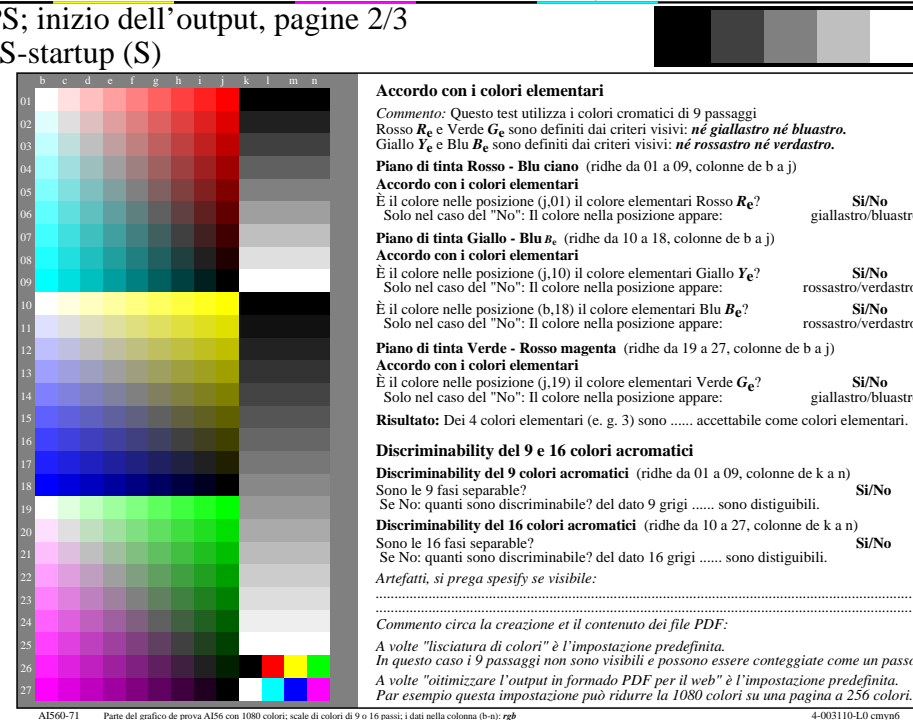 PS; inizio dell'output, pagine 2/3
S-startup (S)
b c d e f g h i j k l m n
01
02
03
04
05
06
07
08
09
10
11
12
13
14
15
16
17
18
19
20
21
22
23
24
25
26
27
Accordo con i colori elementari
Commento: Questo test utilizza i colori cromatici di 9 passaggi
Rosso Re e Verde Ge sono definiti dai criteri visivi: né giallastro né bluastro.
Giallo Ye e Blu Be sono definiti dai criteri visivi: né rossastro né verdastro.
Piano di tinta Rosso - Blu ciano (ridhe da 01 a 09, colonne de b a j)
Accordo con i colori elementari
È il colore nelle posizione (j,01) il colore elementari Rosso Re? Si/No
Solo nel caso del "No": Il colore nella posizione appare: giallastro/bluastro
Piano di tinta Giallo - Blu Be (ridhe da 10 a 18, colonne de b a j)
Accordo con i colori elementari
È il colore nelle posizione (j,10) il colore elementari Giallo Ye? Si/No
Solo nel caso del "No": Il colore nella posizione appare: rossastro/verdastro
È il colore nelle posizione (b,18) il colore elementari Blu Be? Si/No
Solo nel caso del "No": Il colore nella posizione appare: rossastro/verdastro
Piano di tinta Verde - Rosso magenta (ridhe da 19 a 27, colonne de b a j)
Accordo con i colori elementari
È il colore nelle posizione (j,19) il colore elementari Verde Ge? Si/No
Solo nel caso del "No": Il colore nella posizione appare: giallastro/bluastro
Risultato: Dei 4 colori elementari (e. g. 3) sono ...... accettabile come colori elementari.
Discriminability del 9 e 16 colori acromatici
Discriminability del 9 colori acromatici (ridhe da 01 a 09, colonne de k a n)
Sono le 9 fasi separable? Si/No
Se No: quanti sono discriminabile? del dato 9 grigi ...... sono distiguibili.
Discriminability del 16 colori acromatici (ridhe da 10 a 27, colonne de k a n)
Sono le 16 fasi separable? Si/No
Se No: quanti sono discriminabile? del dato 16 grigi ...... sono distiguibili.
Artefatti, si prega spesify se visibile:
Commento circa la creazione et il contenuto dei file PDF:
A volte "lisciatura di colori" è l'impostazione predefinita.
In questo caso i 9 passaggi non sono visibili e possono essere conteggiate come un passo
A volte "oitimizzare l'output in formado PDF per il web" è l'impostazione predefinita.
Par esempio questa impostazione può ridurre la 1080 colori su una pagina a 256 colori.
AI560-71 Parte del grafico de prova AI56 con 1080 colori; scale di colori di 9 o 16 passi; i dati nella colonna (b-n): rgb 4-003110-L0 cmyn6